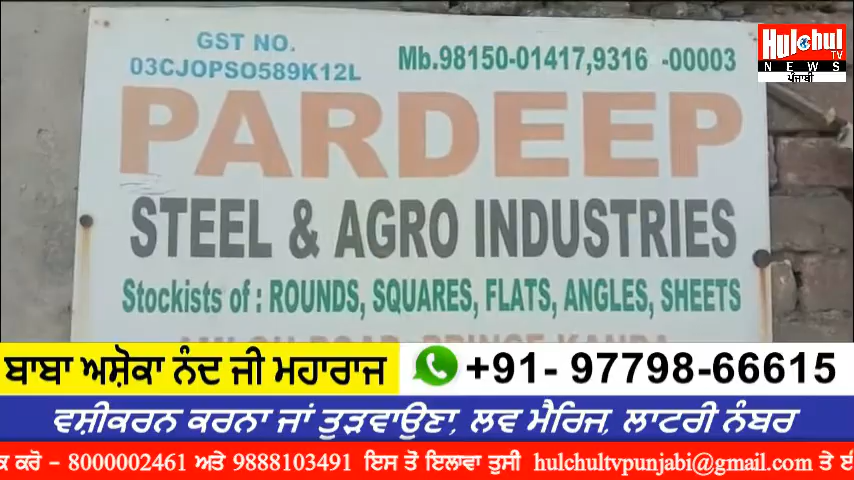 GST NO.
03CJOPSO589K12L
Mb.98150-01417,9316 -00003
Hulchul
TV
NEWS
ਪੰਜਾਬੀ
PARDEEP
STEEL & AGRO INDUSTRIES
Stockists of : ROUNDS, SQUARES, FLATS, ANGLES, SHEETS
ਬਾਬਾ ਅਸ਼ੋਕਾ ਨੰਦ ਜੀ ਮਹਾਰਾਜ
+91- 97798-66615
ਵਸ਼ੀਕਰਨ ਕਰਨਾ ਜਾਂ ਤੁੜਵਾਉਣਾ, ਲਵ ਮੈਰਿਜ, ਲਾਟਰੀ ਨੰਬਰ
ਕਰੋ - 8000002461 ਅਤੇ 9888103491 ਇਸ ਤੋਂ ਇਲਾਵਾ ਤੁਸੀ hulchultvpunjabi@gmail.com ਤੇ